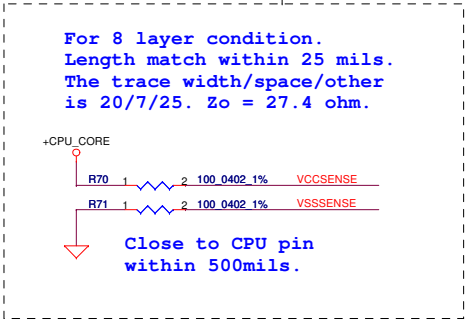 For 8 layer condition.
Length match within 25 mils.
The trace width/space/other
is 20/7/25. Zo = 27.4 ohm.
+CPU_CORE
R70 1 2 100_0402_1% VCCSENSE
R71 1 2 100_0402_1% VSSSENSE
Close to CPU pin
within 500mils.